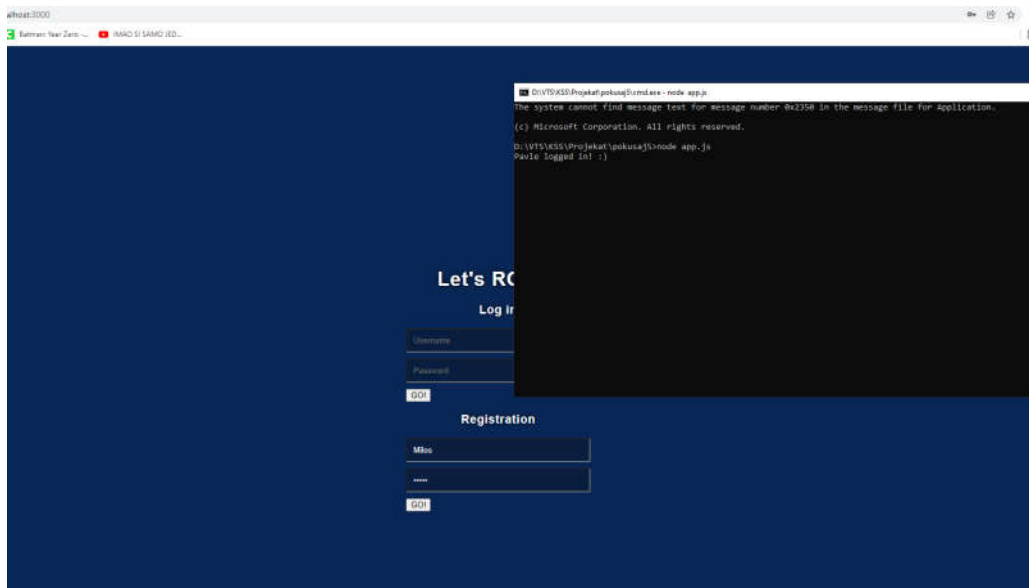 alhost:3000
Batman: Year Zero -...
IMAO SI SAMO JED...
D:\VTS\KSS\Projekat\pokusaj5\cmd.exe - node app.js
The system cannot find message text for message number 0x2350 in the message file for Application.
(c) Microsoft Corporation. All rights reserved.
D:\VTS\KSS\Projekat\pokusaj5>node app.js
Pavle logged in! :)
Let's RO
Log in
Username
Password
GO!
Registration
Milos
•••••
GO!